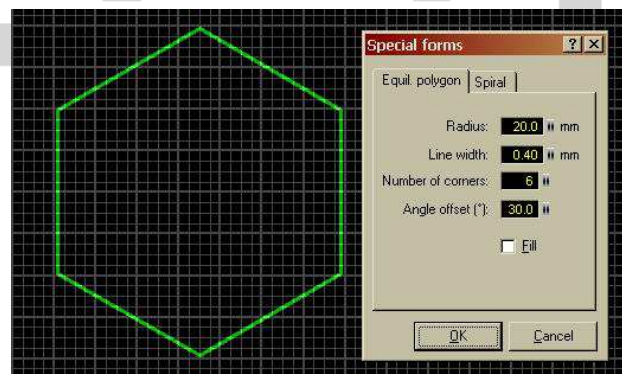 Special forms
Equil. polygon Spiral
Radius: 20.0 mm
Line width: 0.40 mm
Number of corners: 6
Angle offset (°): 30.0
Fill
OK Cancel